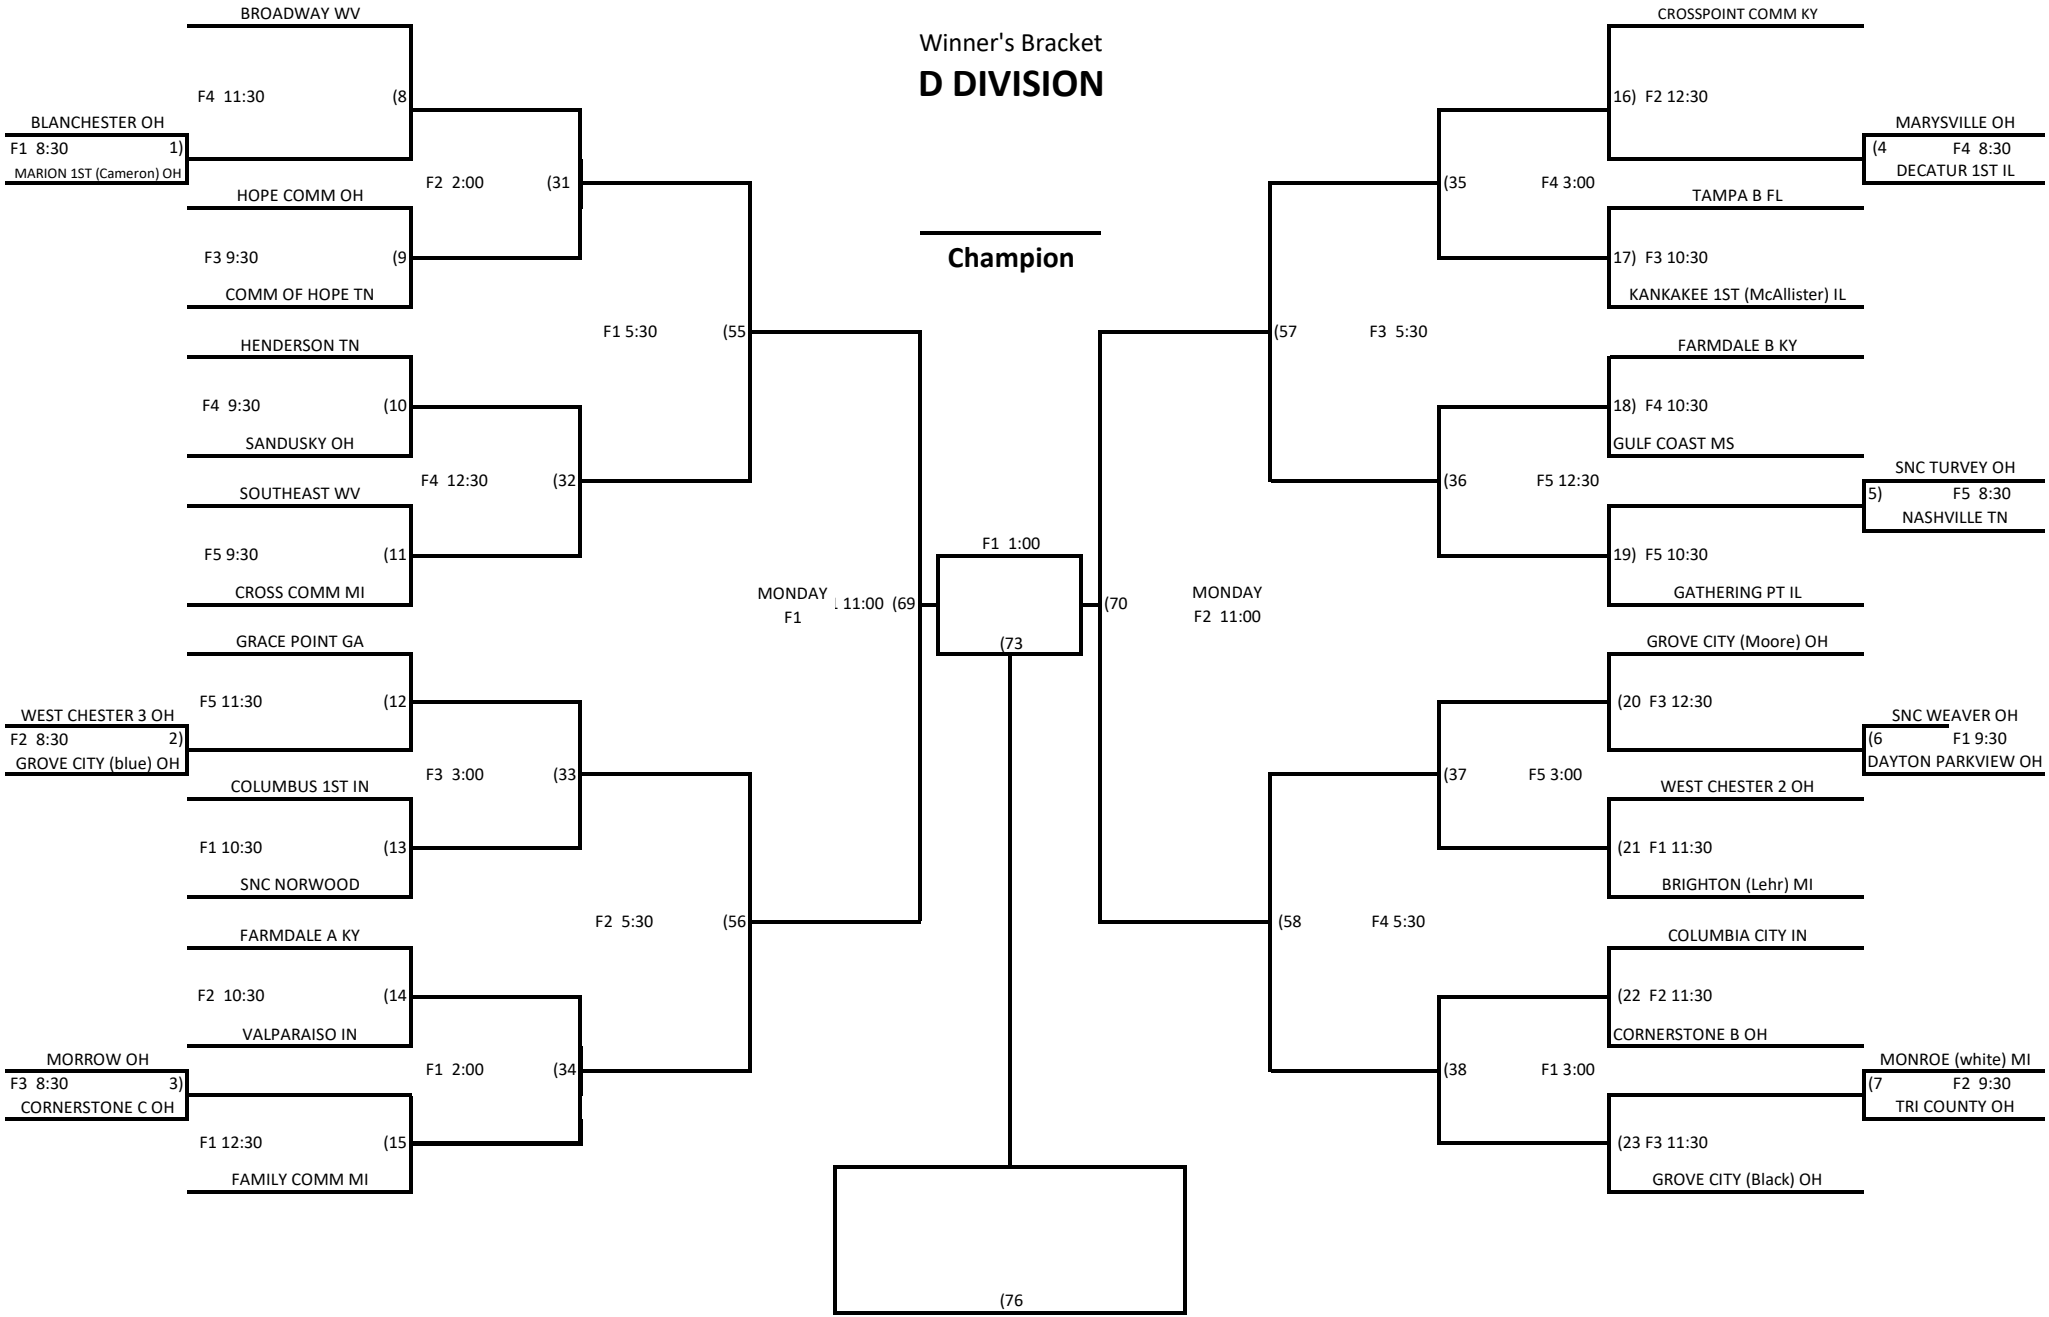 Winner's Bracket
D DIVISION
Champion
BROADWAY WV
F4 11:30 (8
BLANCHESTER OH
F1 8:30 1)
MARION 1ST (Cameron) OH
F2 2:00 (31
HOPE COMM OH
F3 9:30 (9
COMM OF HOPE TN
F1 5:30 (55
HENDERSON TN
F4 9:30 (10
SANDUSKY OH
F4 12:30 (32
SOUTHEAST WV
F5 9:30 (11
CROSS COMM MI
MONDAY
F1
11:00 (69
GRACE POINT GA
F5 11:30 (12
WEST CHESTER 3 OH
F2 8:30 2)
GROVE CITY (blue) OH
F3 3:00 (33
COLUMBUS 1ST IN
F1 10:30 (13
SNC NORWOOD
F2 5:30 (56
FARMDALE A KY
F2 10:30 (14
VALPARAISO IN
F1 2:00 (34
MORROW OH
F3 8:30 3)
CORNERSTONE C OH
F1 12:30 (15
FAMILY COMM MI
F1 1:00
(73
(76
CROSSPOINT COMM KY
16) F2 12:30
MARYSVILLE OH
(4 F4 8:30
DECATUR 1ST IL
(35 F4 3:00
TAMPA B FL
17) F3 10:30
KANKAKEE 1ST (McAllister) IL
(57 F3 5:30
FARMDALE B KY
18) F4 10:30
GULF COAST MS
(36 F5 12:30
SNC TURVEY OH
5) F5 8:30
NASHVILLE TN
19) F5 10:30
GATHERING PT IL
(70
MONDAY
F2 11:00
GROVE CITY (Moore) OH
(20 F3 12:30
SNC WEAVER OH
(6 F1 9:30
DAYTON PARKVIEW OH
(37 F5 3:00
WEST CHESTER 2 OH
(21 F1 11:30
BRIGHTON (Lehr) MI
(58 F4 5:30
COLUMBIA CITY IN
(22 F2 11:30
CORNERSTONE B OH
(38 F1 3:00
MONROE (white) MI
(7 F2 9:30
TRI COUNTY OH
(23 F3 11:30
GROVE CITY (Black) OH